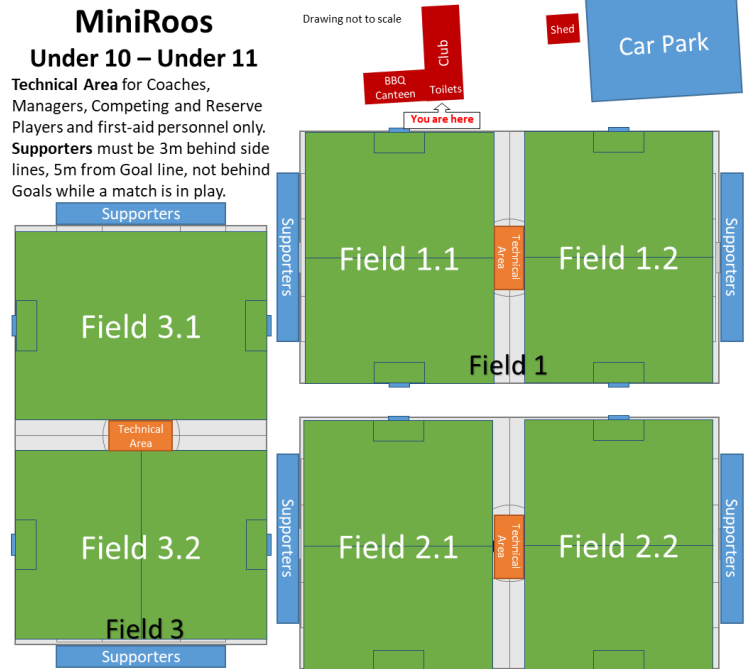 MiniRoos
Under 10 – Under 11
Technical Area for Coaches,
Managers, Competing and Reserve
Players and first-aid personnel only.
Supporters must be 3m behind side
lines, 5m from Goal line, not behind
Goals while a match is in play.
Drawing not to scale
Club
BBQ
Canteen
Toilets
You are here
Shed
Car Park
Supporters
Field 3.1
Technical
Area
Field 3.2
Field 3
Supporters
Supporters
Field 1.1
Technical
Area
Field 1.2
Supporters
Field 1
Supporters
Field 2.1
Technical
Area
Field 2.2
Supporters